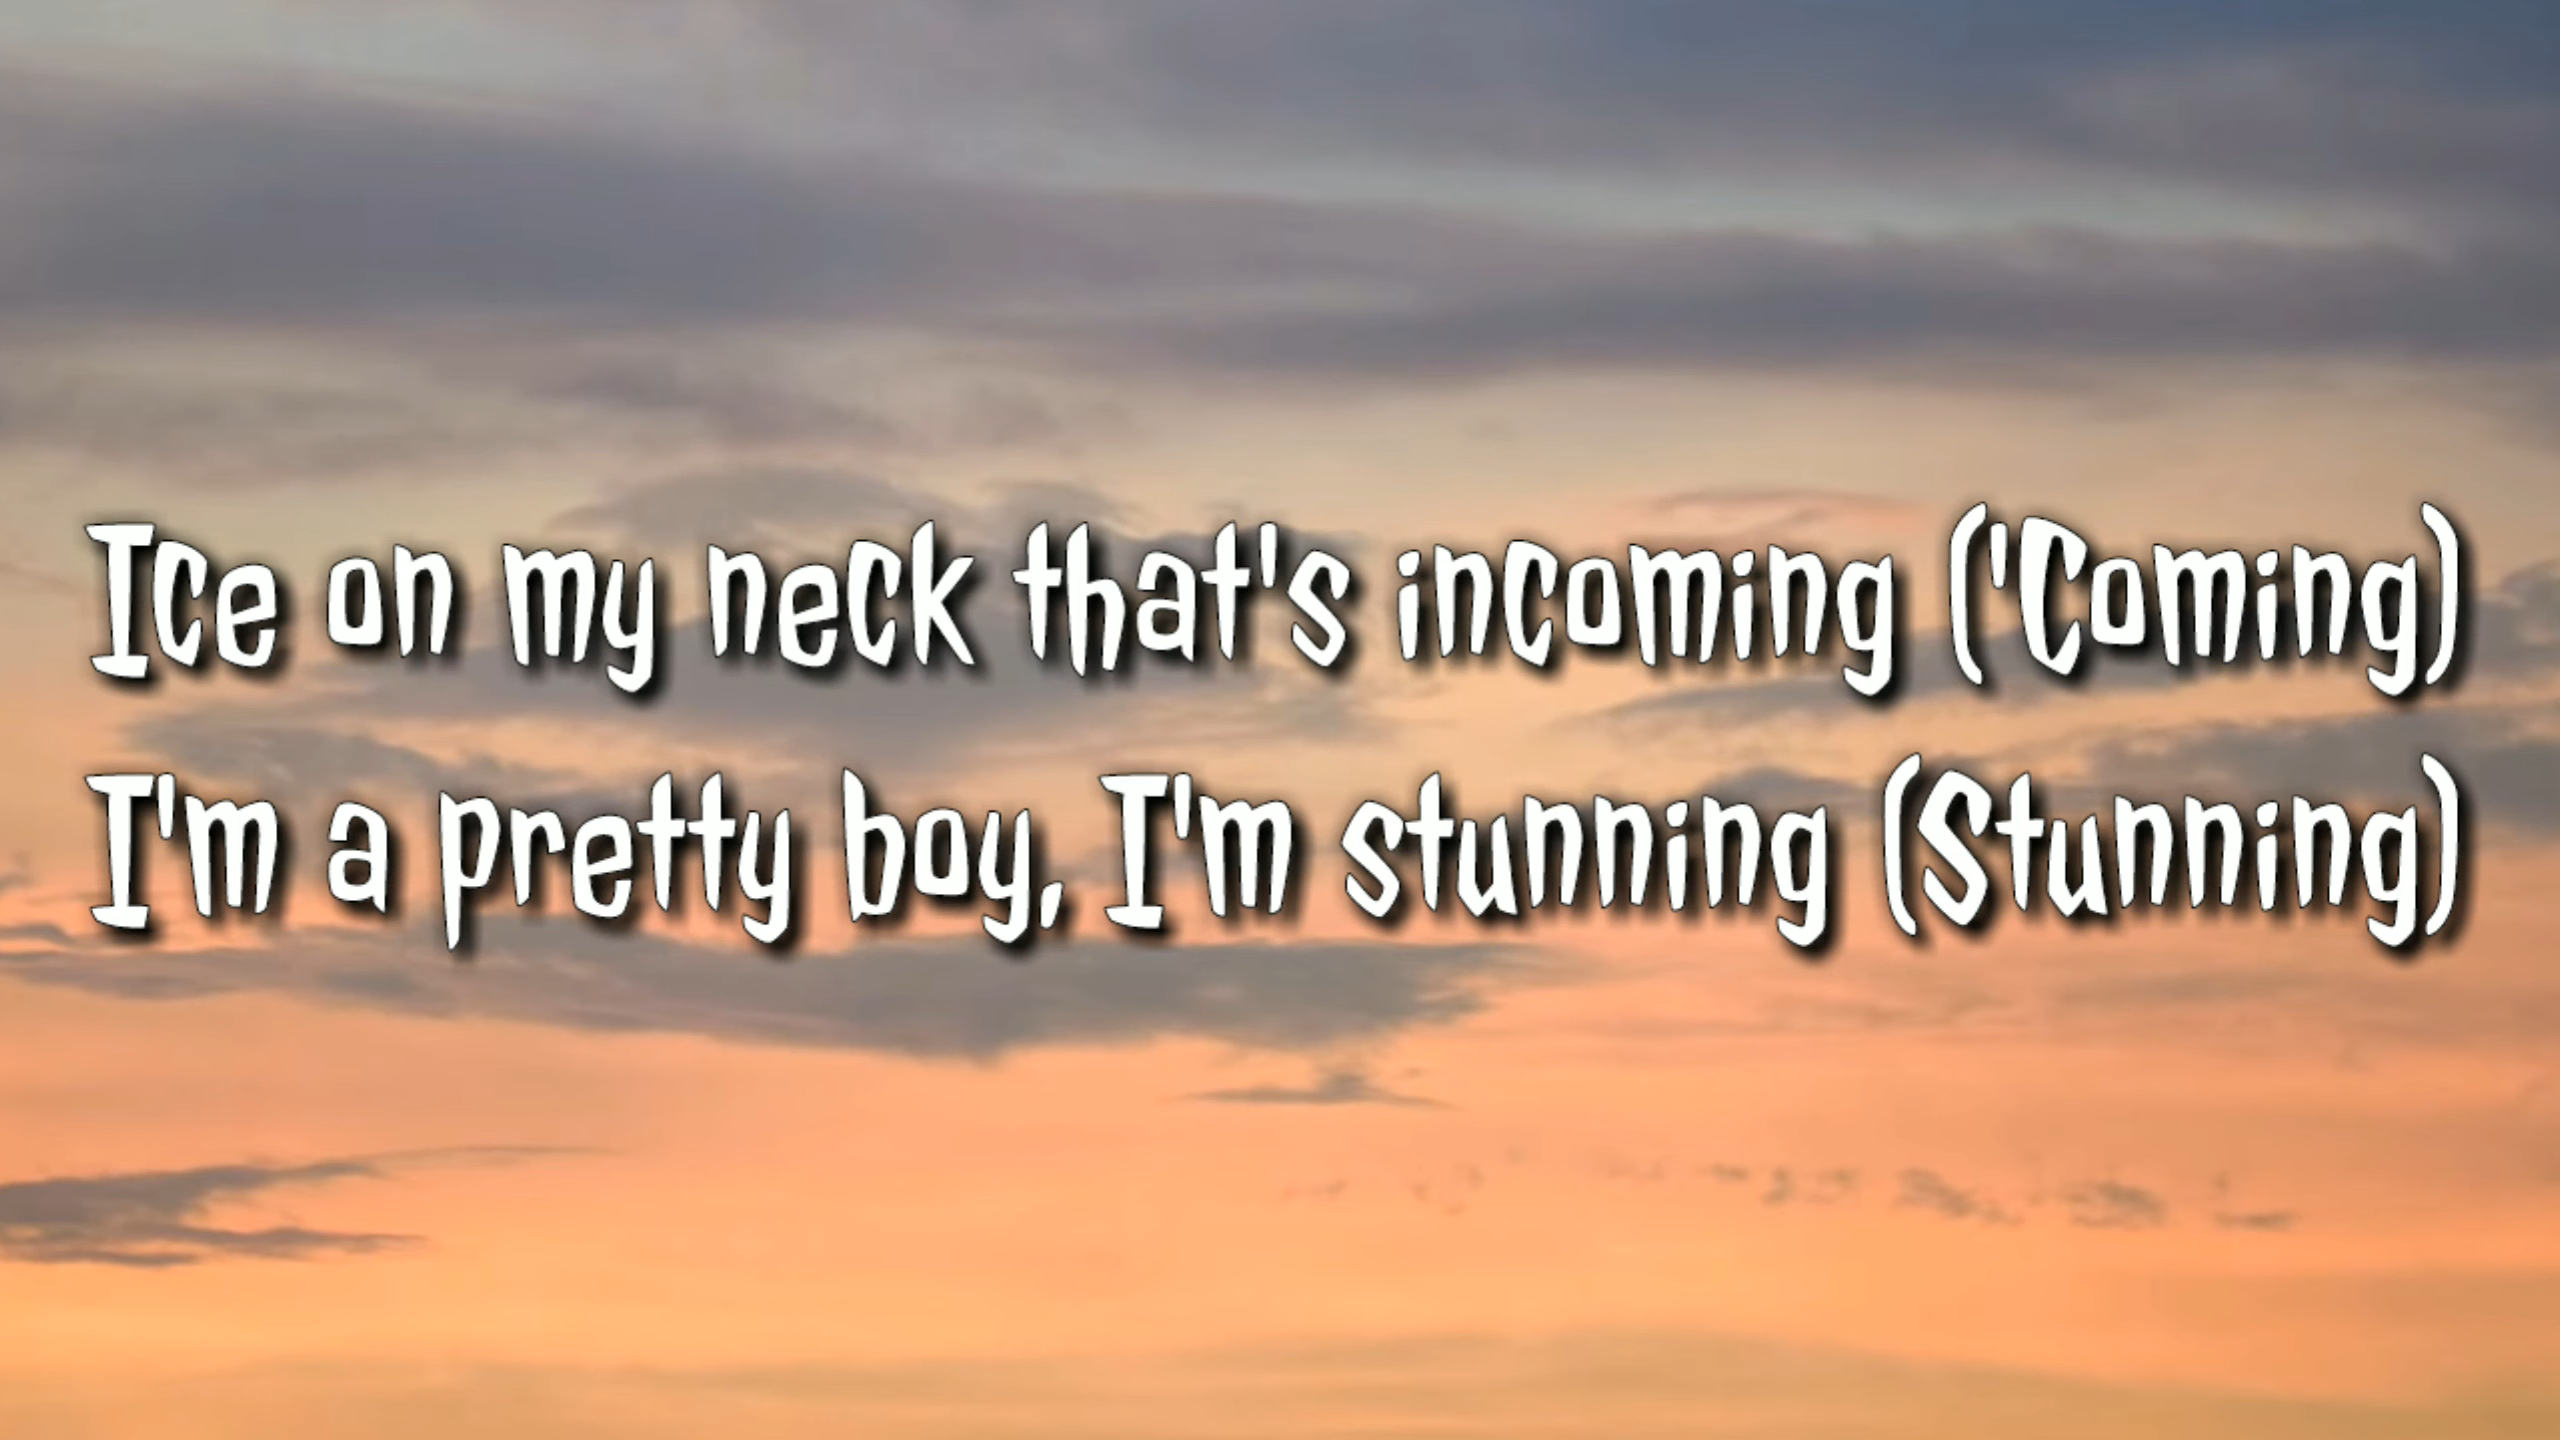 Ice on my neck that's incoming ('Coming)
I'm a pretty boy, I'm stunning (Stunning)